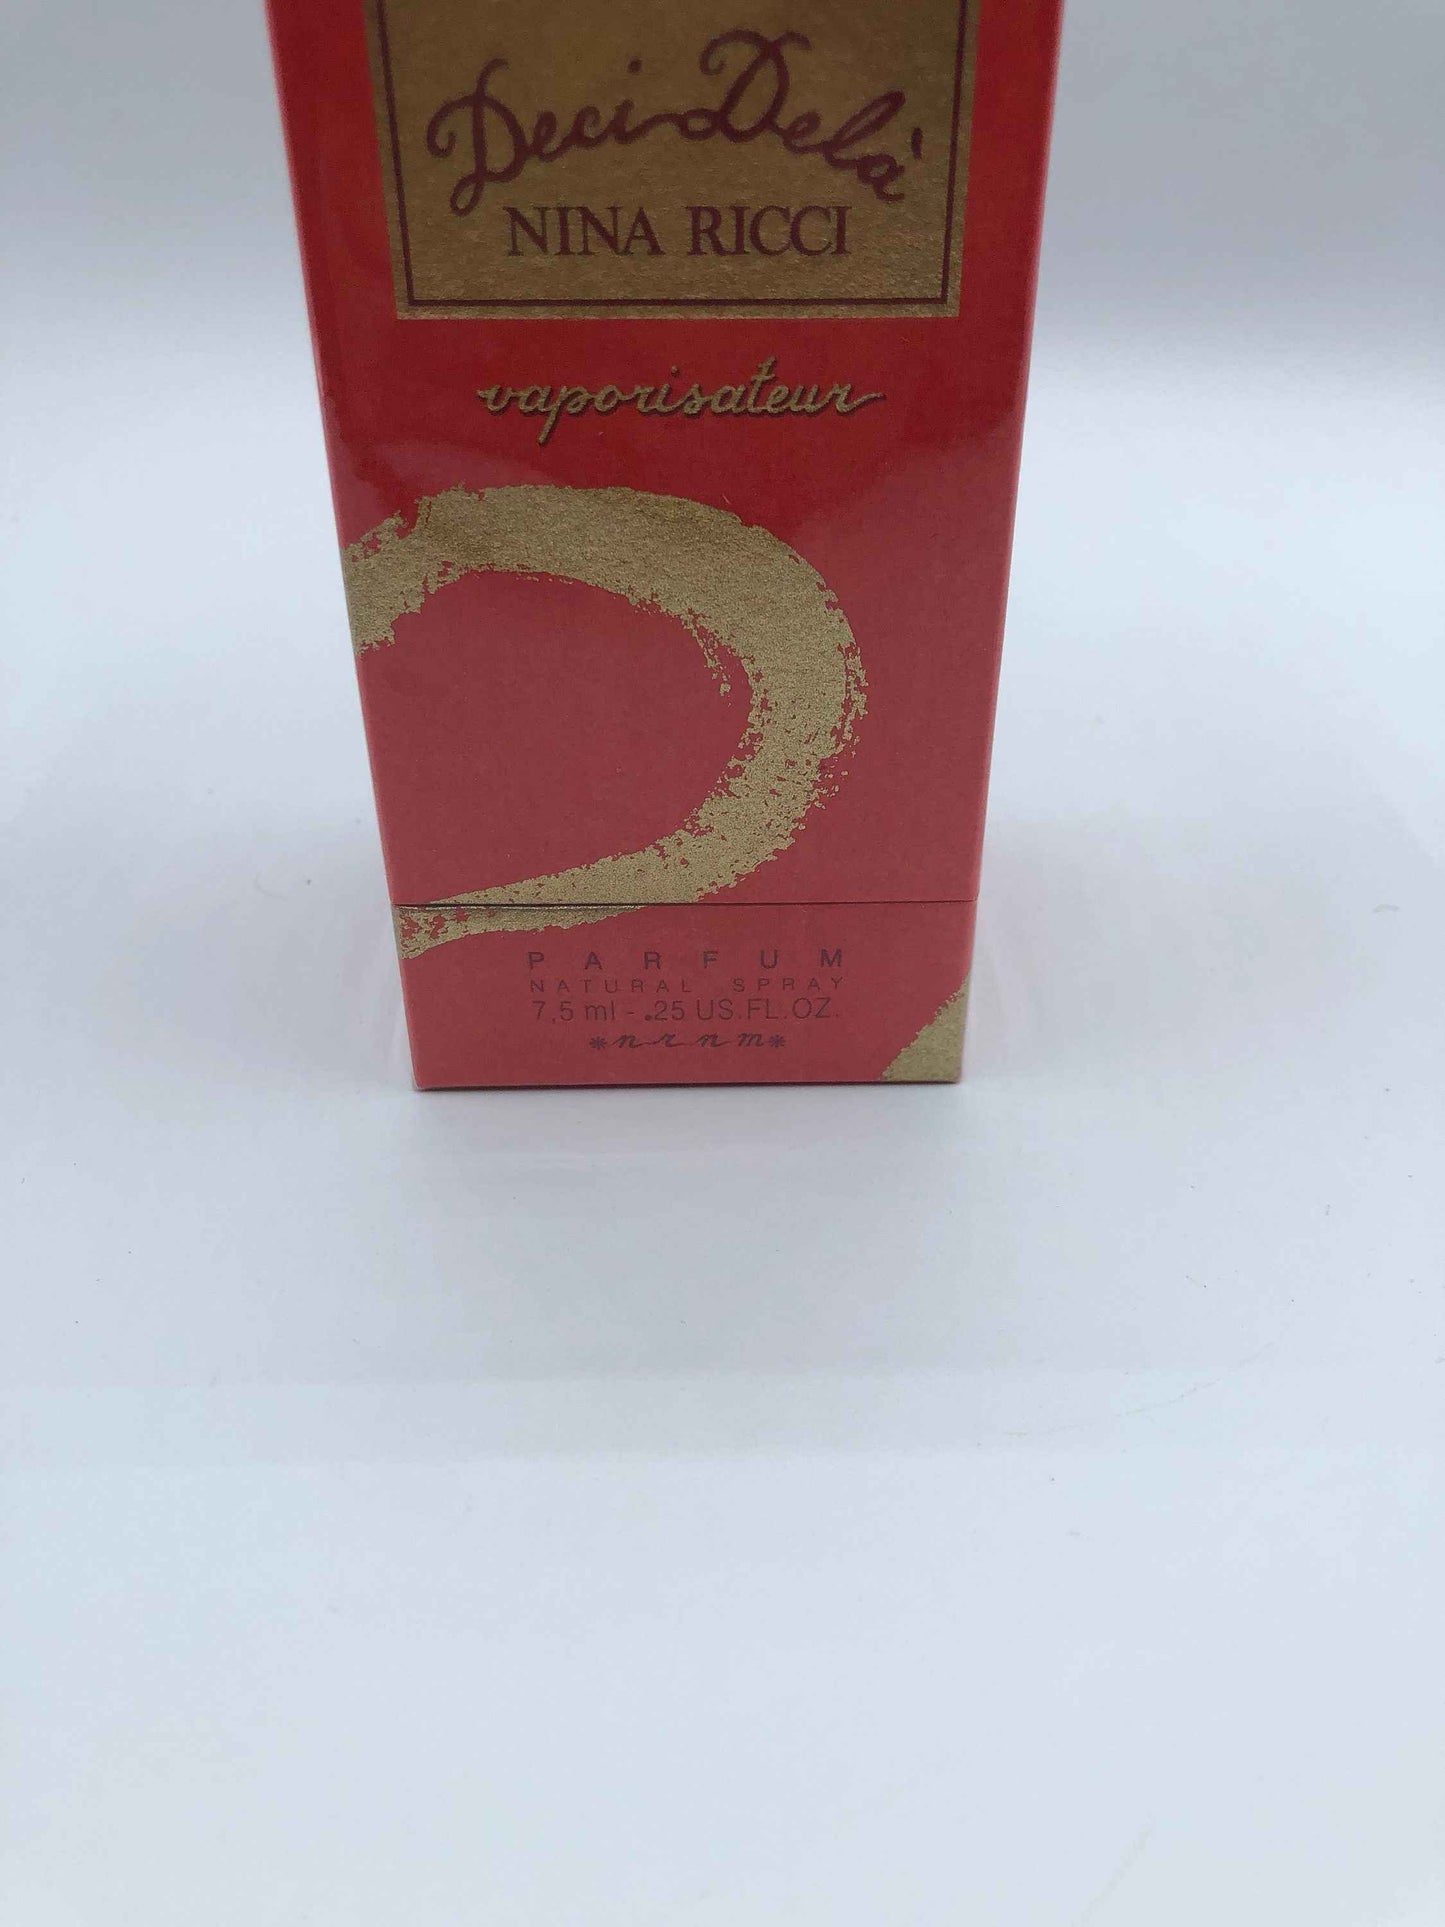 Deci Delà
NINA RICCI
vaporisateur
PARFUM
NATURAL SPRAY
7,5 ml - .25 US.FL.OZ.
*n r n m*